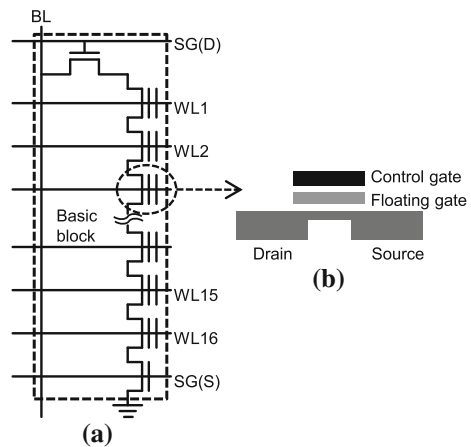 BL
SG(D)
WL1
WL2
Control gate
Floating gate
Basic
block
Drain
Source
(b)
WL15
WL16
SG(S)
(a)